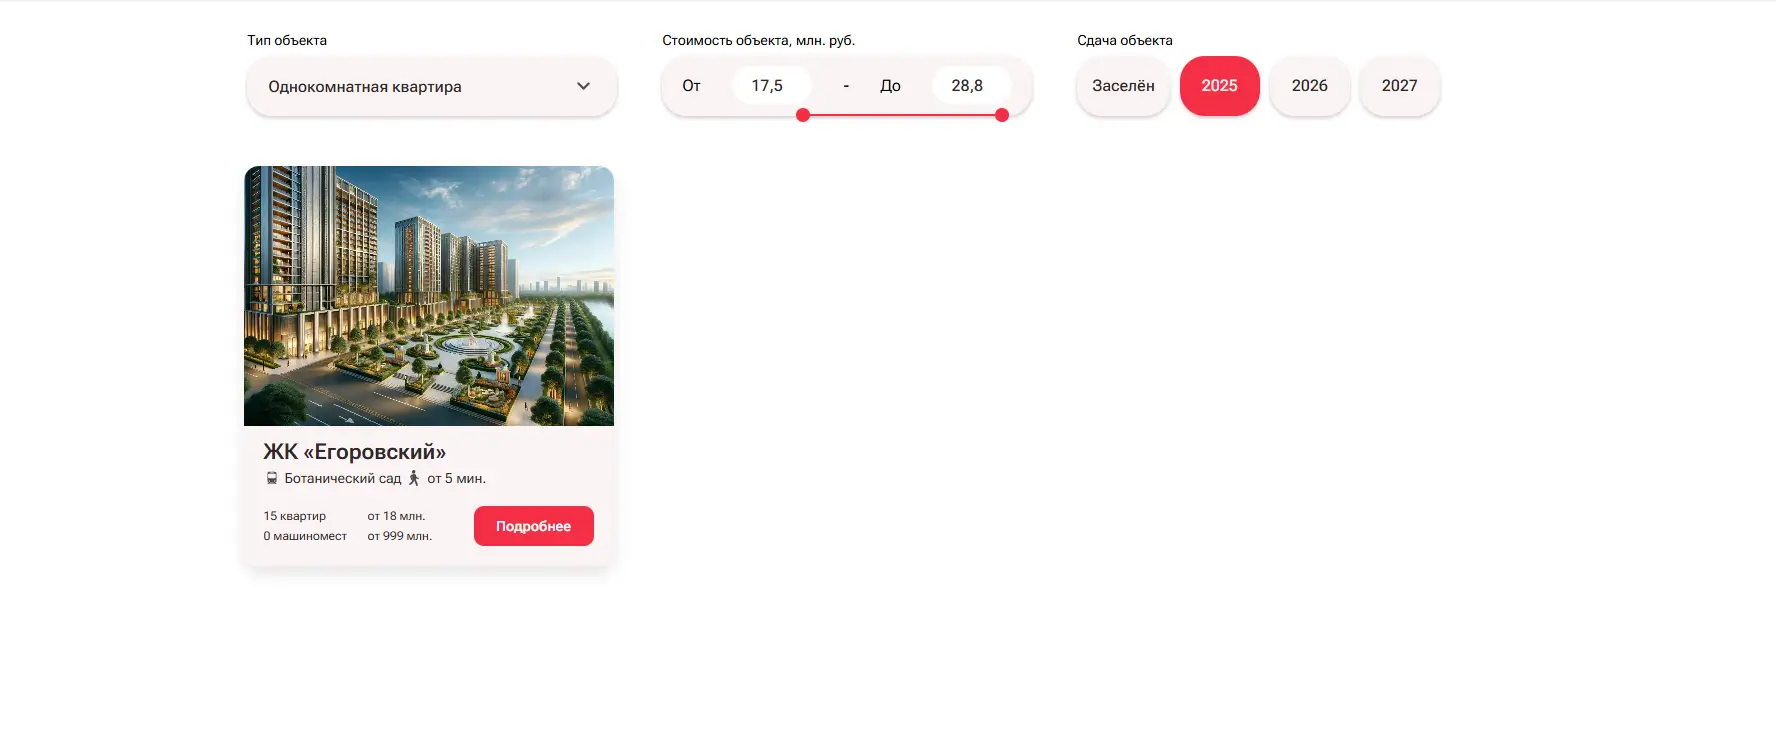 Тип объекта
Стоимость объекта, млн. руб.
Сдача объекта
Однокомнатная квартира
От 17,5 - До 28,8
Заселён 2025 2026 2027
ЖК «Егоровский»
Ботанический сад от 5 мин.
15 квартир от 18 млн.
0 машиномест от 999 млн.
Подробнее